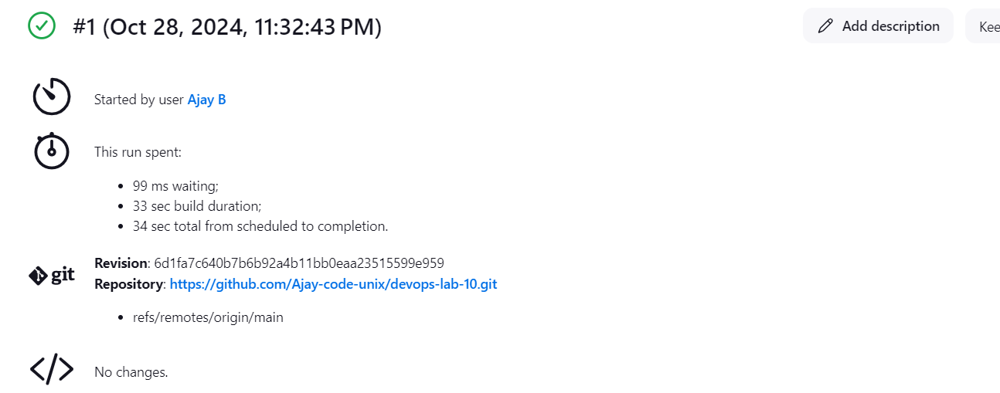 #1 (Oct 28, 2024, 11:32:43 PM)
Add description
Kee
Started by user Ajay B
This run spent:
• 99 ms waiting;
• 33 sec build duration;
• 34 sec total from scheduled to completion.
git
Revision: 6d1fa7c640b7b6b92a4b11bb0eaa23515599e959
Repository: https://github.com/Ajay-code-unix/devops-lab-10.git
• refs/remotes/origin/main
</> No changes.